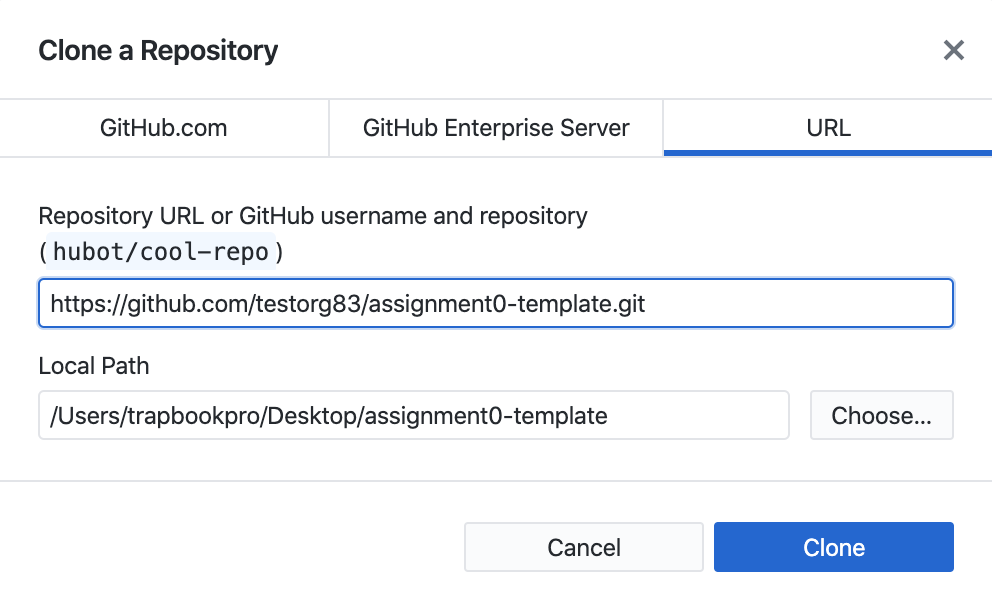 Clone a Repository
GitHub.com
GitHub Enterprise Server
URL
Repository URL or GitHub username and repository
(hubot/cool-repo)
https://github.com/testorg83/assignment0-template.git
Local Path
/Users/trapbookpro/Desktop/assignment0-template
Choose...
Cancel
Clone